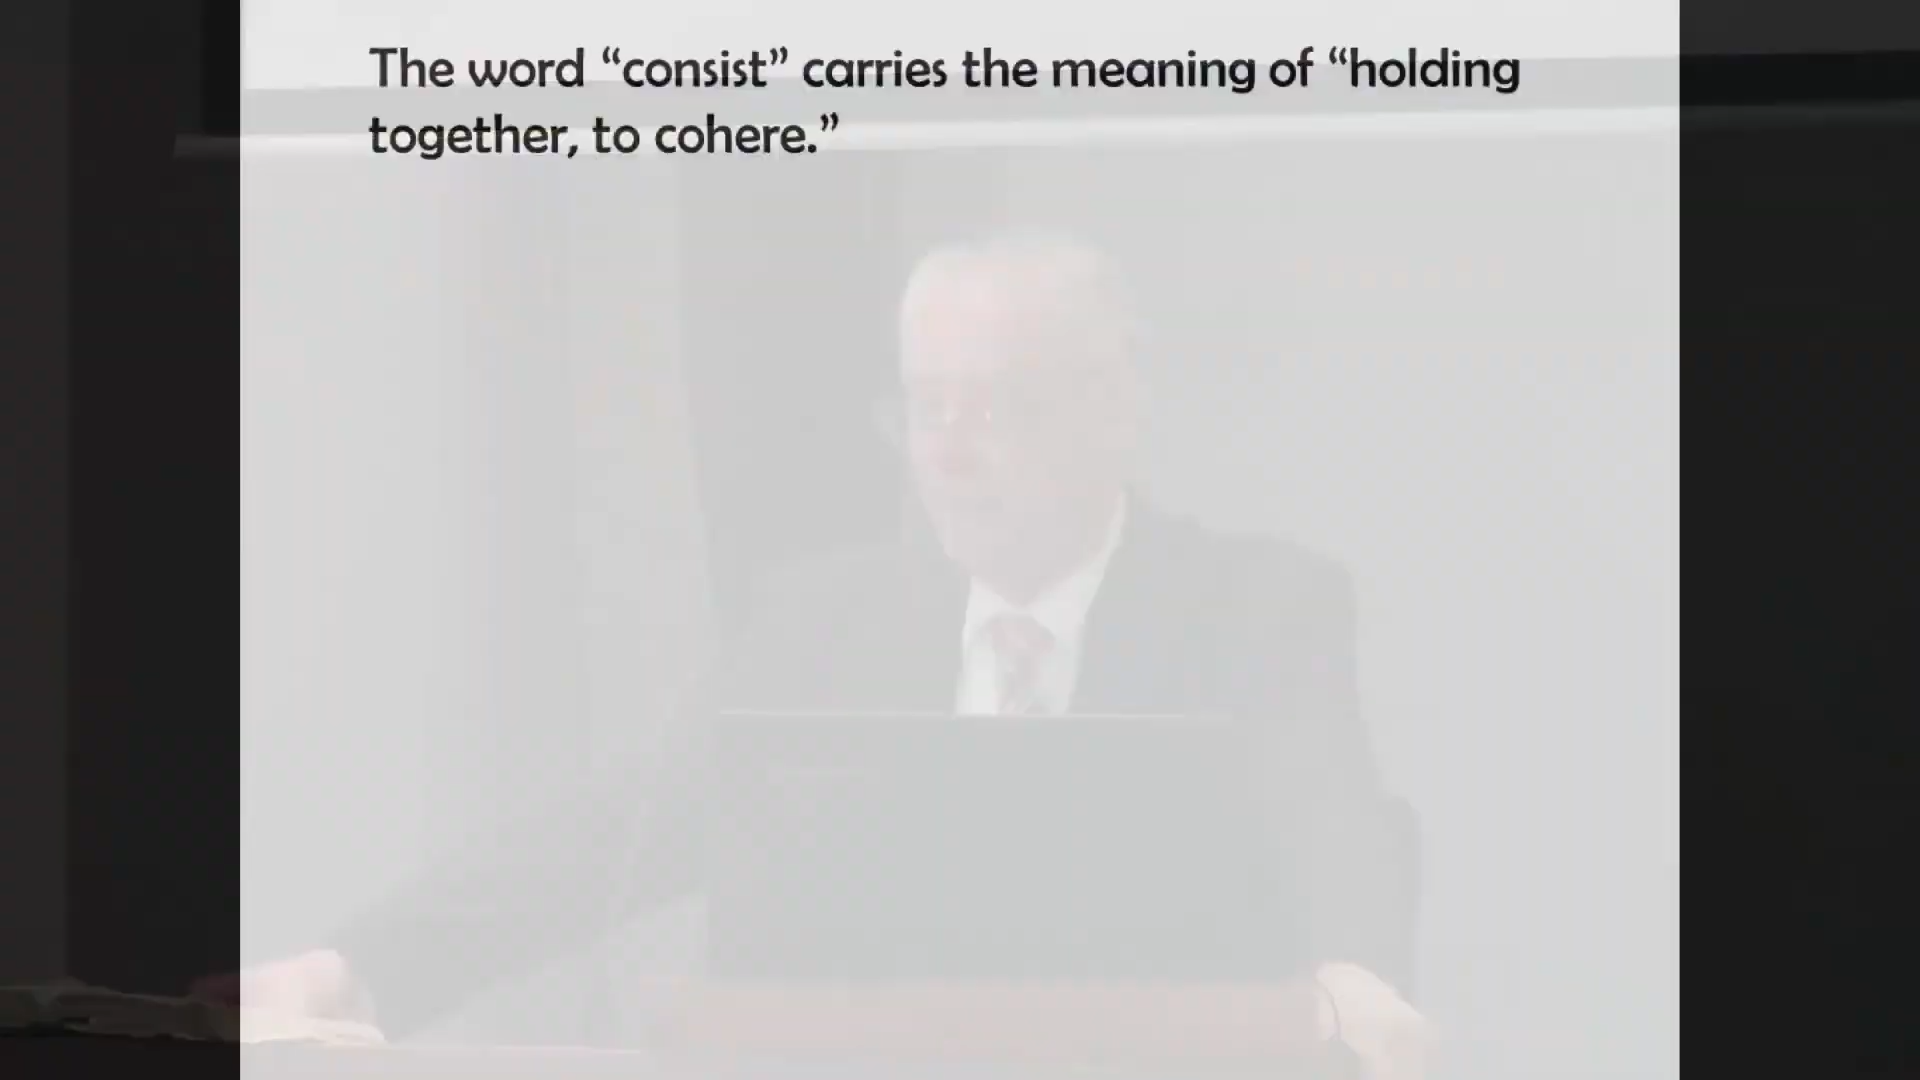 The word “consist” carries the meaning of “holding
together, to cohere.”